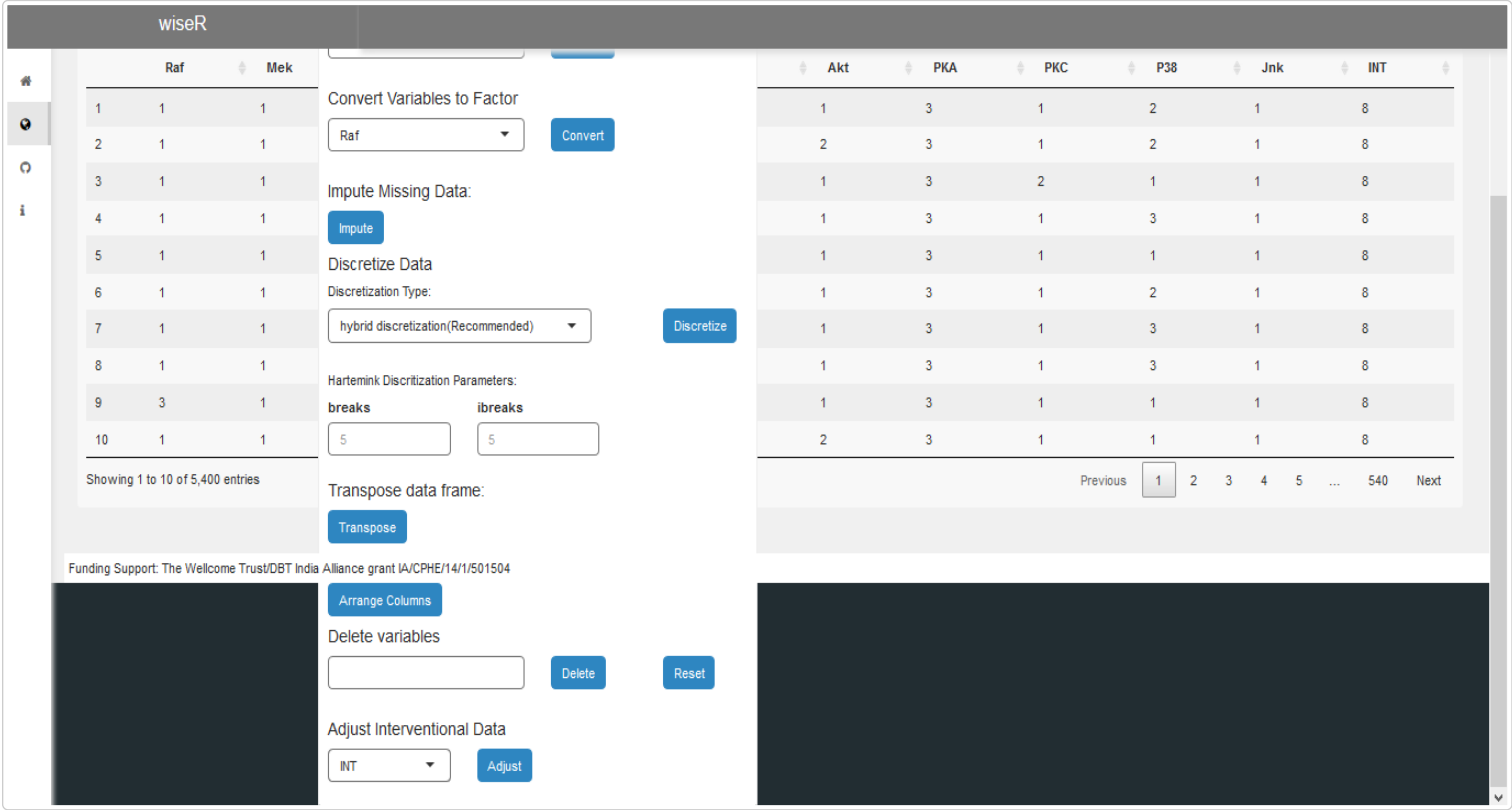 wiseR
Raf Mek Akt PKA PKC P38 Jnk INT
1 1 1 1 3 1 2 1 8
2 1 1 2 3 1 2 1 8
3 1 1 1 3 2 1 1 8
4 1 1 1 3 1 3 1 8
5 1 1 1 3 1 1 1 8
6 1 1 1 3 1 2 1 8
7 1 1 1 3 1 3 1 8
8 1 1 1 3 1 3 1 8
9 3 1 1 3 1 1 1 8
10 1 1 2 3 1 1 1 8
Showing 1 to 10 of 5,400 entries
Previous 1 2 3 4 5 ... 540 Next
Convert Variables to Factor
Raf Convert
Impute Missing Data:
Impute
Discretize Data
Discretization Type:
hybrid discretization(Recommended) Discretize
Hartemink Discritization Parameters:
breaks ibreaks
5 5
Transpose data frame:
Transpose
Funding Support: The Wellcome Trust/DBT India Alliance grant IA/CPHE/14/1/501504
Arrange Columns
Delete variables
Delete Reset
Adjust Interventional Data
INT Adjust